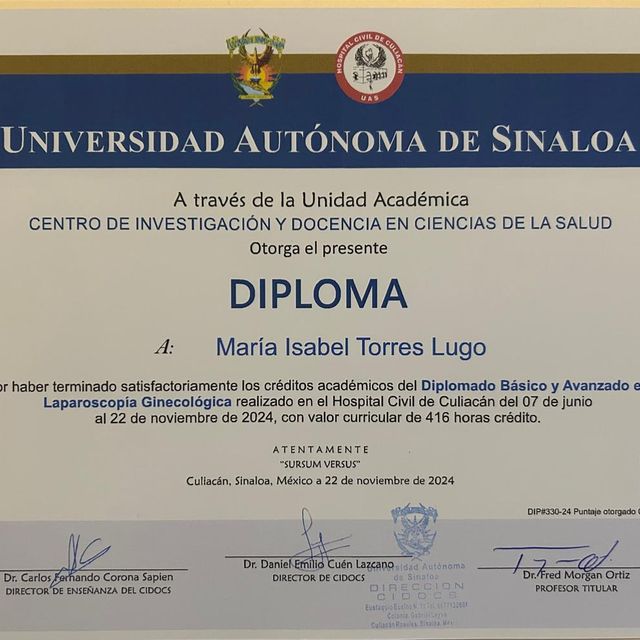 HOSPITAL CIVIL DE CULIACÁN
UAS
UNIVERSIDAD AUTÓNOMA DE SINALOA
A través de la Unidad Académica
CENTRO DE INVESTIGACIÓN Y DOCENCIA EN CIENCIAS DE LA SALUD
Otorga el presente
DIPLOMA
A: María Isabel Torres Lugo
or haber terminado satisfactoriamente los créditos académicos del Diplomado Básico y Avanzado e
Laparoscopía Ginecológica realizado en el Hospital Civil de Culiacán del 07 de junio
al 22 de noviembre de 2024, con valor curricular de 416 horas crédito.
ATENTAMENTE
"SURSUM VERSUS"
Culiacán, Sinaloa, México a 22 de noviembre de 2024
DIP#330-24 Puntaje otorgado
Dr. Carlos Fernando Corona Sapien
DIRECTOR DE ENSEÑANZA DEL CIDOCS
Dr. Daniel Emilio Cuén Lazcano
DIRECTOR DE CIDOCS
Universidad Autónoma
de Sinaloa
DIRECCION
CIDOCS
Dr. Fred Morgan Ortiz
PROFESOR TITULAR